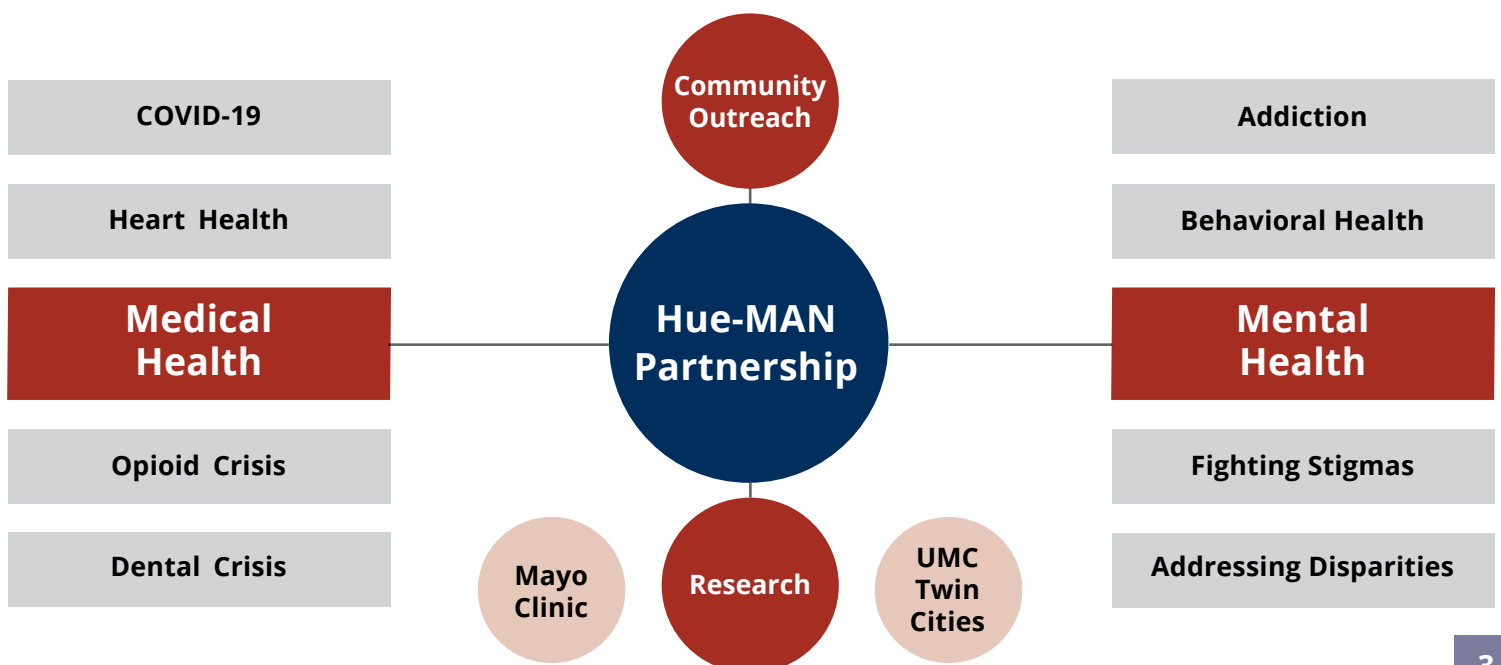 Community
Outreach
COVID-19
Heart Health
Medical
Health
Opioid Crisis
Dental Crisis
Hue-MAN
Partnership
Addiction
Behavioral Health
Mental
Health
Fighting Stigmas
Addressing Disparities
Mayo
Clinic
Research
UMC
Twin
Cities
3